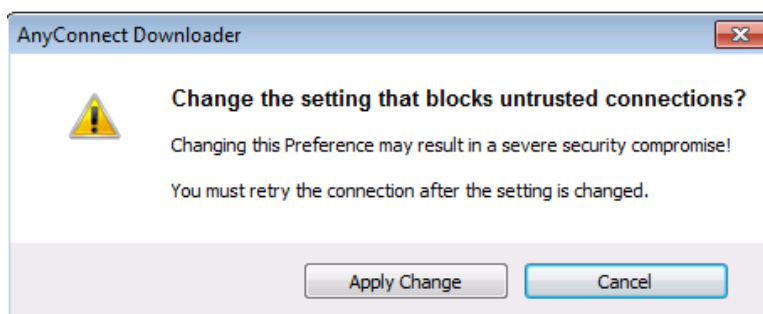 AnyConnect Downloader
Change the setting that blocks untrusted connections?
Changing this Preference may result in a severe security compromise!
You must retry the connection after the setting is changed.
Apply Change
Cancel